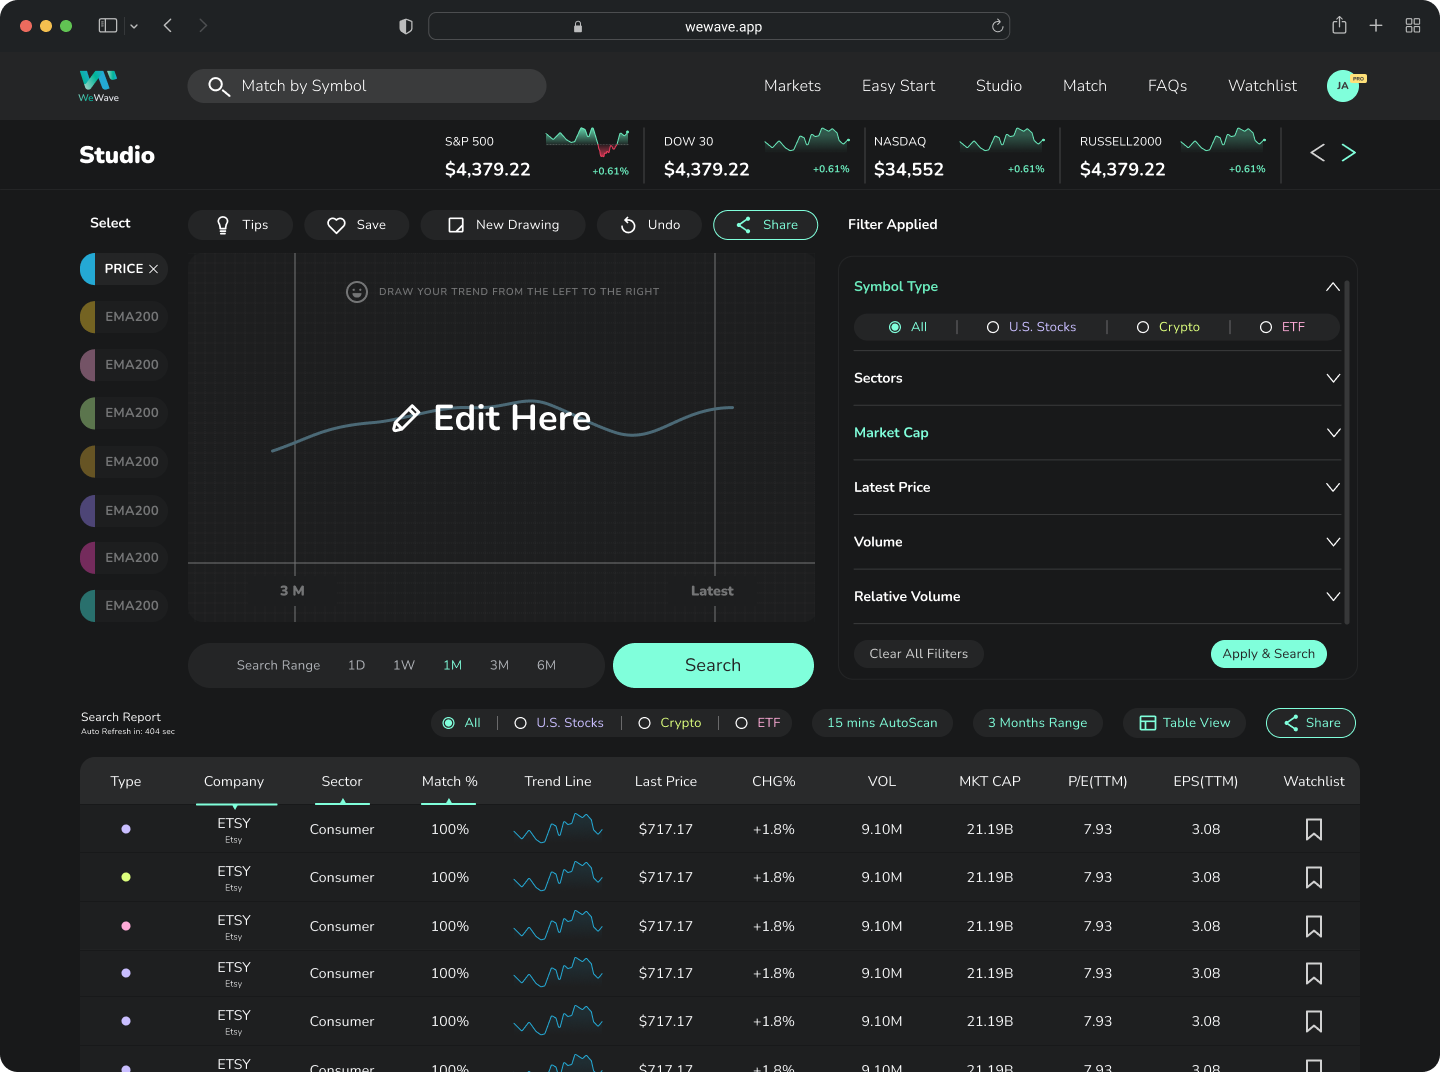 wewave.app
WeWave
Match by Symbol
Markets
Easy Start
Studio
Match
FAQs
Watchlist
JA
PRO
Studio
S&P 500
$4,379.22
+0.61%
DOW 30
$4,379.22
+0.61%
NASDAQ
$34,552
+0.61%
RUSSELL2000
$4,379.22
+0.61%
Select
Tips
Save
New Drawing
Undo
Share
PRICE
EMA200
EMA200
EMA200
EMA200
EMA200
EMA200
EMA200
DRAW YOUR TREND FROM THE LEFT TO THE RIGHT
Edit Here
3 M
Latest
Search Range
1D
1W
1M
3M
6M
Search
Filter Applied
Symbol Type
All
U.S. Stocks
Crypto
ETF
Sectors
Market Cap
Latest Price
Volume
Relative Volume
Clear All Filiters
Apply & Search
Search Report
Auto Refresh in: 404 sec
All
U.S. Stocks
Crypto
ETF
15 mins AutoScan
3 Months Range
Table View
Share
Type Company Sector Match % Trend Line Last Price CHG% VOL MKT CAP P/E(TTM) EPS(TTM) Watchlist
ETSY Consumer 100% $717.17 +1.8% 9.10M 21.19B 7.93 3.08
Etsy
ETSY Consumer 100% $717.17 +1.8% 9.10M 21.19B 7.93 3.08
Etsy
ETSY Consumer 100% $717.17 +1.8% 9.10M 21.19B 7.93 3.08
Etsy
ETSY Consumer 100% $717.17 +1.8% 9.10M 21.19B 7.93 3.08
Etsy
ETSY Consumer 100% $717.17 +1.8% 9.10M 21.19B 7.93 3.08
Etsy
ETSY Consumer 100% $717.17 +1.8% 9.10M 21.19B 7.93 3.08